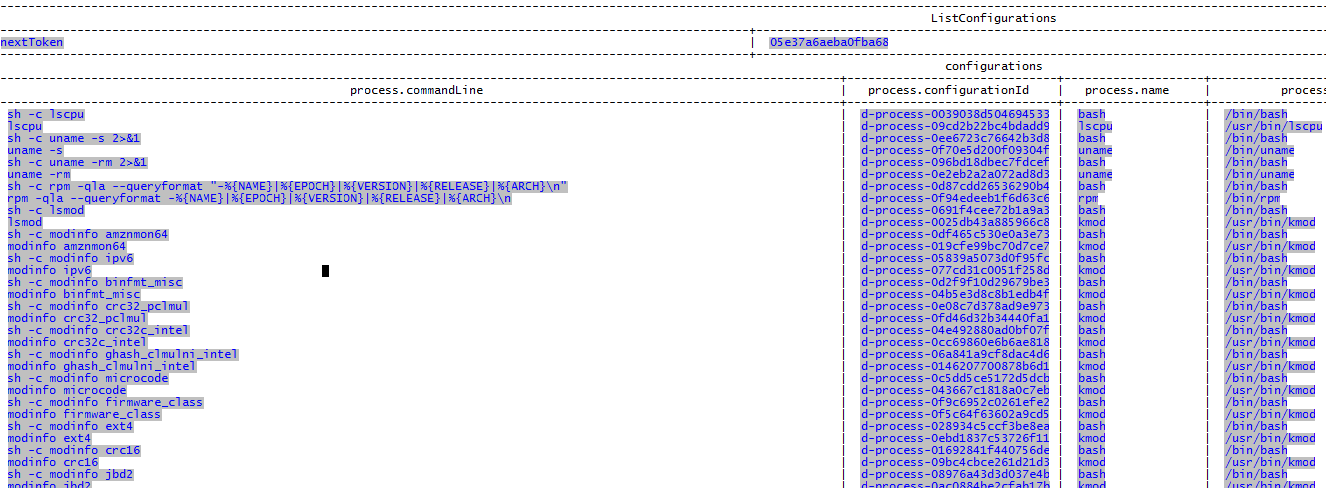 ListConfigurations
nextToken | 05e37a6aeba0fba68
configurations
process.commandLine | process.configurationId | process.name | process
sh -c lscpu | d-process-0039038d504694533 | bash | /bin/bash
lscpu | d-process-09cd2b22bc4bdadd9 | lscpu | /usr/bin/lscpu
sh -c uname -s 2>&1 | d-process-0ee6723c76642b3d8 | bash | /bin/bash
uname -s | d-process-0f70e5d200f09304f | uname | /bin/uname
sh -c uname -rm 2>&1 | d-process-096bd18dbec7fdcef | bash | /bin/bash
uname -rm | d-process-0e2eb2a2a072ad8d3 | uname | /bin/uname
sh -c rpm -qla --queryformat "-%{NAME}|%{EPOCH}|%{VERSION}|%{RELEASE}|%{ARCH}\n" | d-process-0d87cdd26536290b4 | bash | /bin/bash
rpm -qla --queryformat -%{NAME}|%{EPOCH}|%{VERSION}|%{RELEASE}|%{ARCH}\n | d-process-0f94edeeb1f6d63c6 | rpm | /bin/rpm
sh -c lsmod | d-process-0691f4cee72b1a9a3 | bash | /bin/bash
lsmod | d-process-0025db43a885966c8 | kmod | /usr/bin/kmod
sh -c modinfo amznmon64 | d-process-0df465c530e0a3e73 | bash | /bin/bash
modinfo amznmon64 | d-process-019cfe99bc70d7ce7 | kmod | /usr/bin/kmod
sh -c modinfo ipv6 | d-process-05839a5073d0f95fc | bash | /bin/bash
modinfo ipv6 | d-process-077cd31c0051f258d | kmod | /usr/bin/kmod
sh -c modinfo binfmt_misc | d-process-0d2f9f10d29679be3 | bash | /bin/bash
modinfo binfmt_misc | d-process-04b5e3d8c8b1edb4f | kmod | /usr/bin/kmod
sh -c modinfo crc32_pclmul | d-process-0e08c7d378ad9e973 | bash | /bin/bash
modinfo crc32_pclmul | d-process-0fd46d32b34440fa1 | kmod | /usr/bin/kmod
sh -c modinfo crc32c_intel | d-process-04e492880ad0bf07f | bash | /bin/bash
modinfo crc32c_intel | d-process-0cc69860e6b6ae818 | kmod | /usr/bin/kmod
sh -c modinfo ghash_clmulni_intel | d-process-06a841a9cf8dac4d6 | bash | /bin/bash
modinfo ghash_clmulni_intel | d-process-0146207700878b6d1 | kmod | /usr/bin/kmod
sh -c modinfo microcode | d-process-0c5dd5ce5172d5dcb | bash | /bin/bash
modinfo microcode | d-process-043667c1818a0c7eb | kmod | /usr/bin/kmod
sh -c modinfo firmware_class | d-process-0f9c6952c0261efe2 | bash | /bin/bash
modinfo firmware_class | d-process-0f5c64f63602a9cd5 | kmod | /usr/bin/kmod
sh -c modinfo ext4 | d-process-028934c5ccf3be8ea | bash | /bin/bash
modinfo ext4 | d-process-0ebd1837c53726f11 | kmod | /usr/bin/kmod
sh -c modinfo crc16 | d-process-01692841f440756de | bash | /bin/bash
modinfo crc16 | d-process-09bc4cbce261d21d3 | kmod | /usr/bin/kmod
sh -c modinfo jbd2 | d-process-08976a43d3d037e4b | bash | /bin/bash
modinfo jbd2 | d-process-0ac0884be2cfab17b | kmod | /usr/bin/kmod